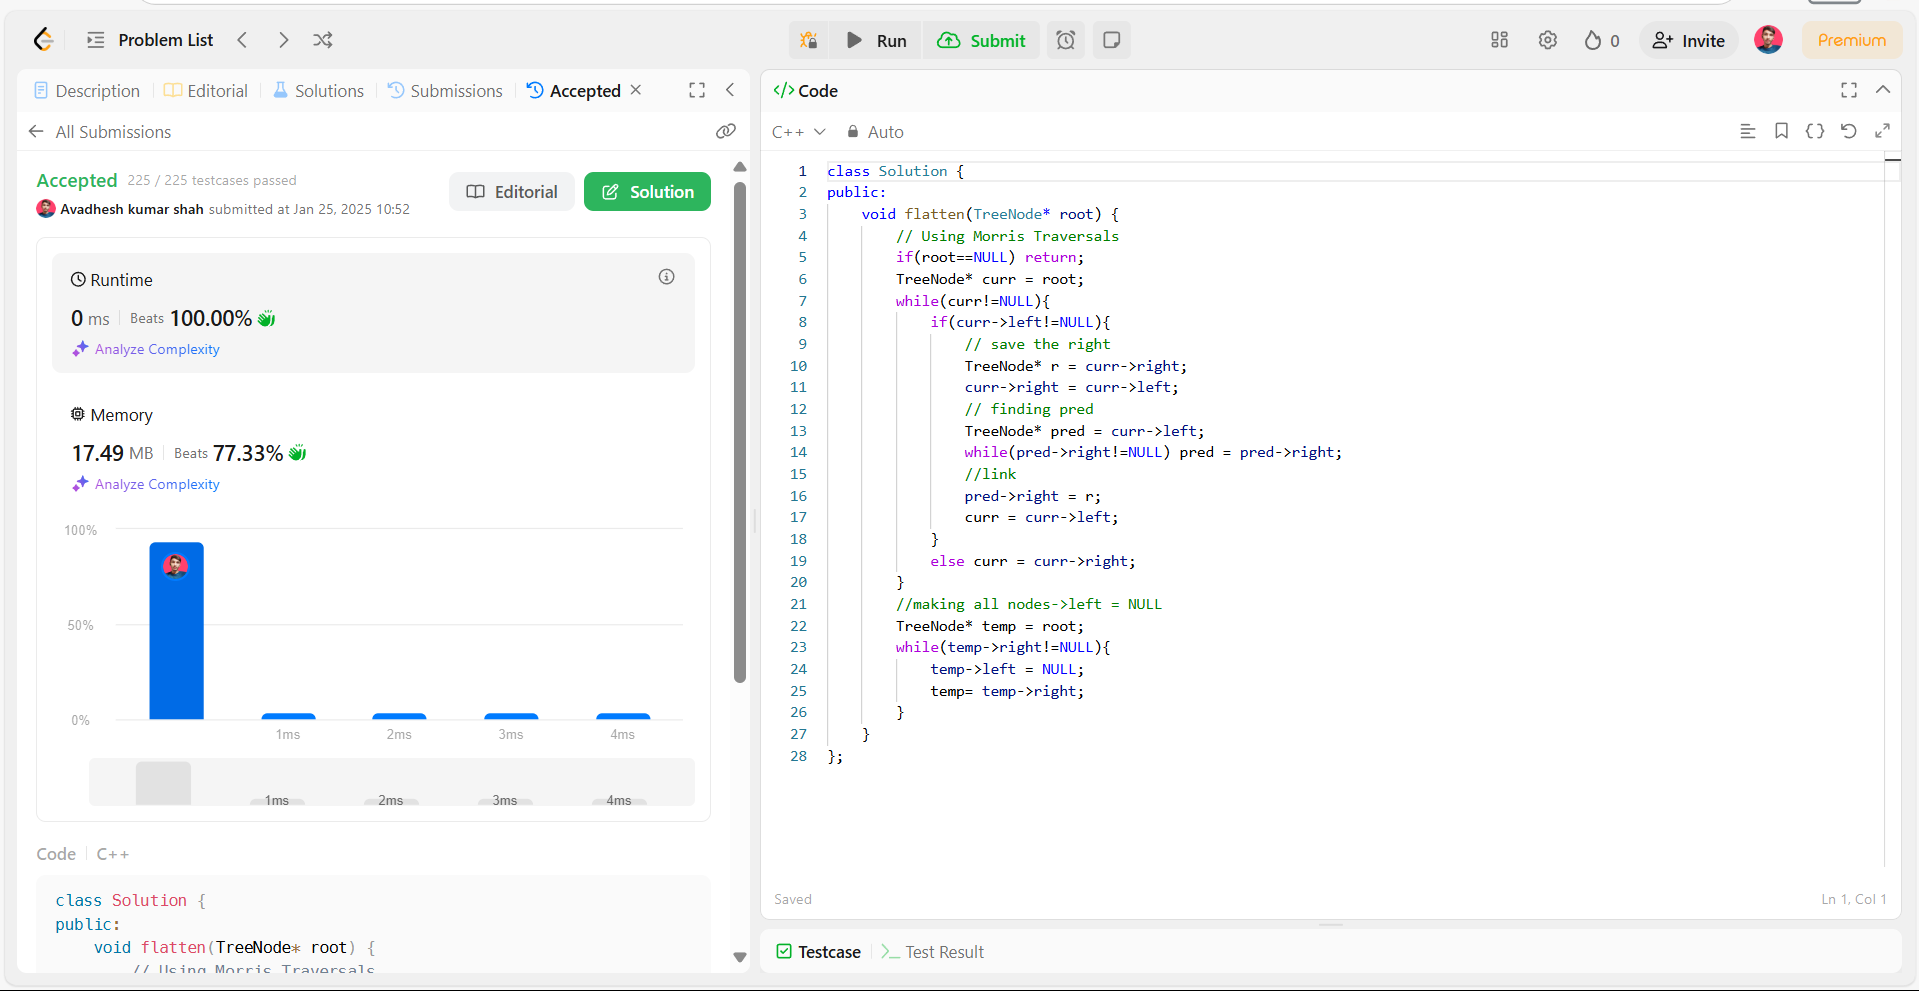 Problem List
Run
Submit
0
Invite
Premium
Description
Editorial
Solutions
Submissions
Accepted
All Submissions
Accepted 225 / 225 testcases passed
Avadhesh kumar shah submitted at Jan 25, 2025 10:52
Editorial
Solution
Runtime
0 ms Beats 100.00%
Analyze Complexity
Memory
17.49 MB Beats 77.33%
Analyze Complexity
100%
50%
0%
1ms 2ms 3ms 4ms
1ms 2ms 3ms 4ms
Code C++
class Solution {
public:
    void flatten(TreeNode* root) {
        // Using Morris Traversals
</> Code
C++ Auto
1 class Solution {
2 public:
3     void flatten(TreeNode* root) {
4         // Using Morris Traversals
5         if(root==NULL) return;
6         TreeNode* curr = root;
7         while(curr!=NULL){
8             if(curr->left!=NULL){
9                 // save the right
10                 TreeNode* r = curr->right;
11                 curr->right = curr->left;
12                 // finding pred
13                 TreeNode* pred = curr->left;
14                 while(pred->right!=NULL) pred = pred->right;
15                 //link
16                 pred->right = r;
17                 curr = curr->left;
18             }
19             else curr = curr->right;
20         }
21         //making all nodes->left = NULL
22         TreeNode* temp = root;
23         while(temp->right!=NULL){
24             temp->left = NULL;
25             temp= temp->right;
26         }
27     }
28 };
Saved
Ln 1, Col 1
Testcase
Test Result